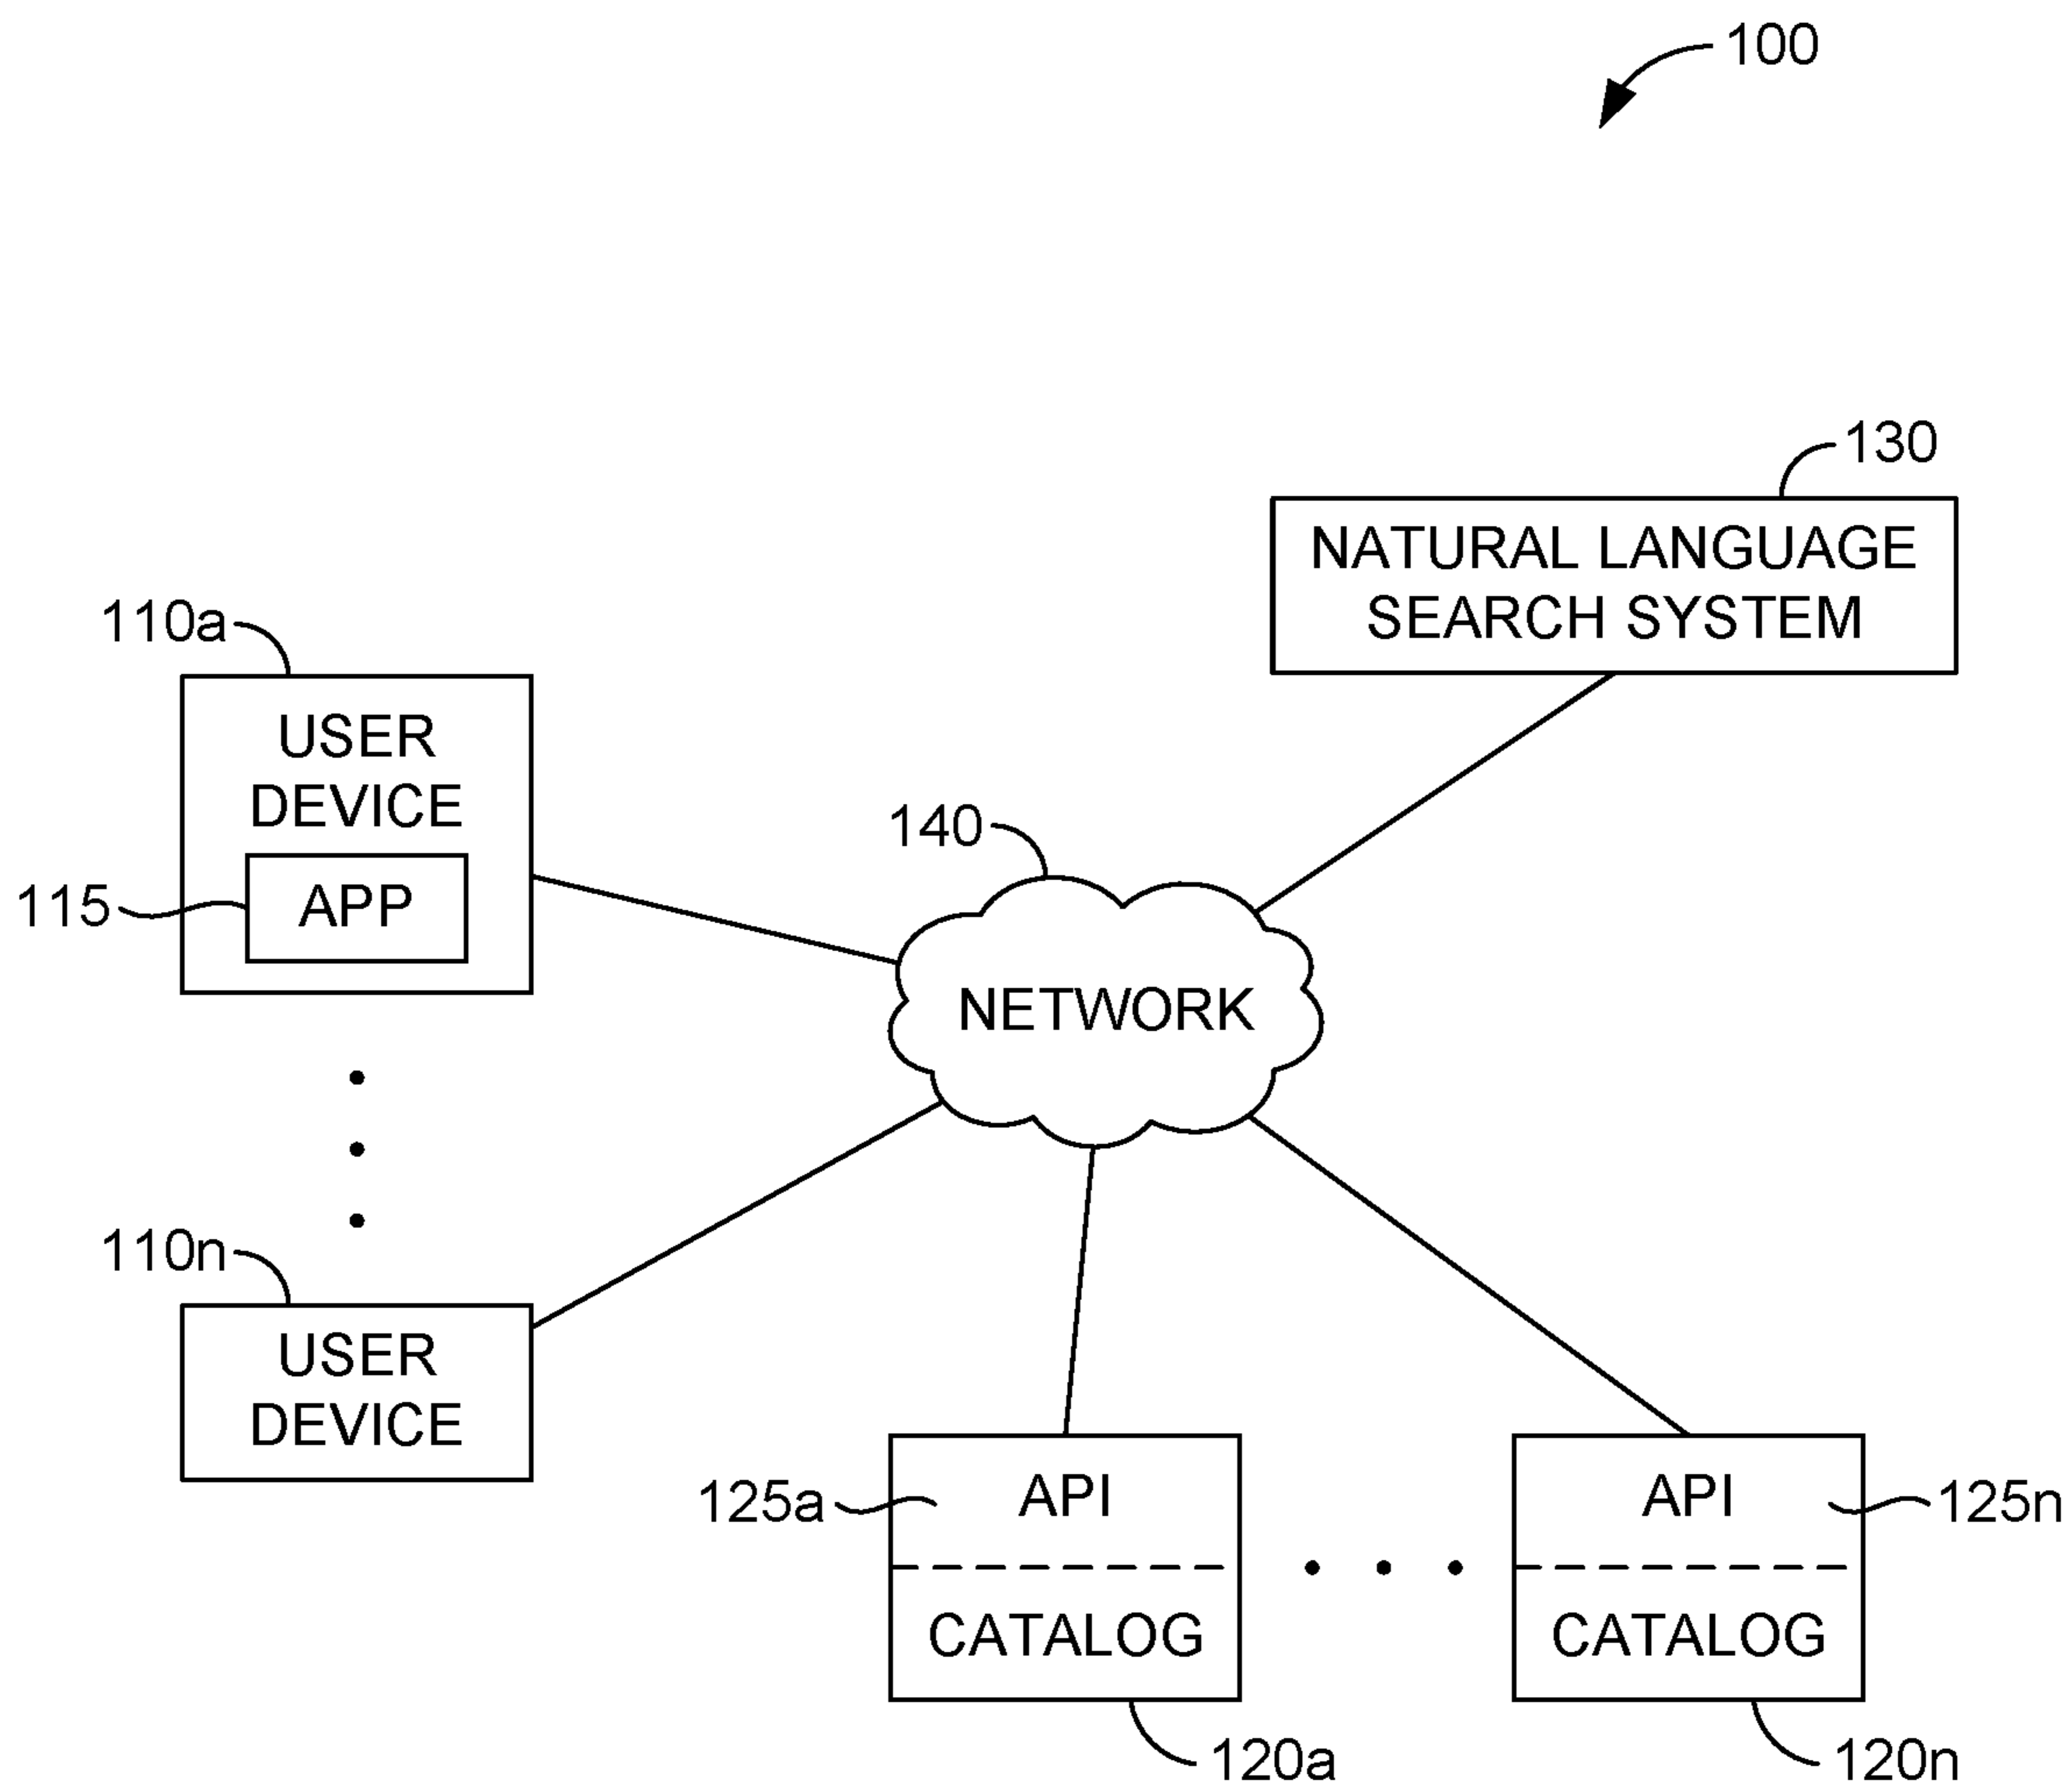 100
130
NATURAL LANGUAGE
SEARCH SYSTEM
110a
USER
DEVICE
115
APP
140
NETWORK
110n
USER
DEVICE
125a
API
CATALOG
120a
API
125n
CATALOG
120n